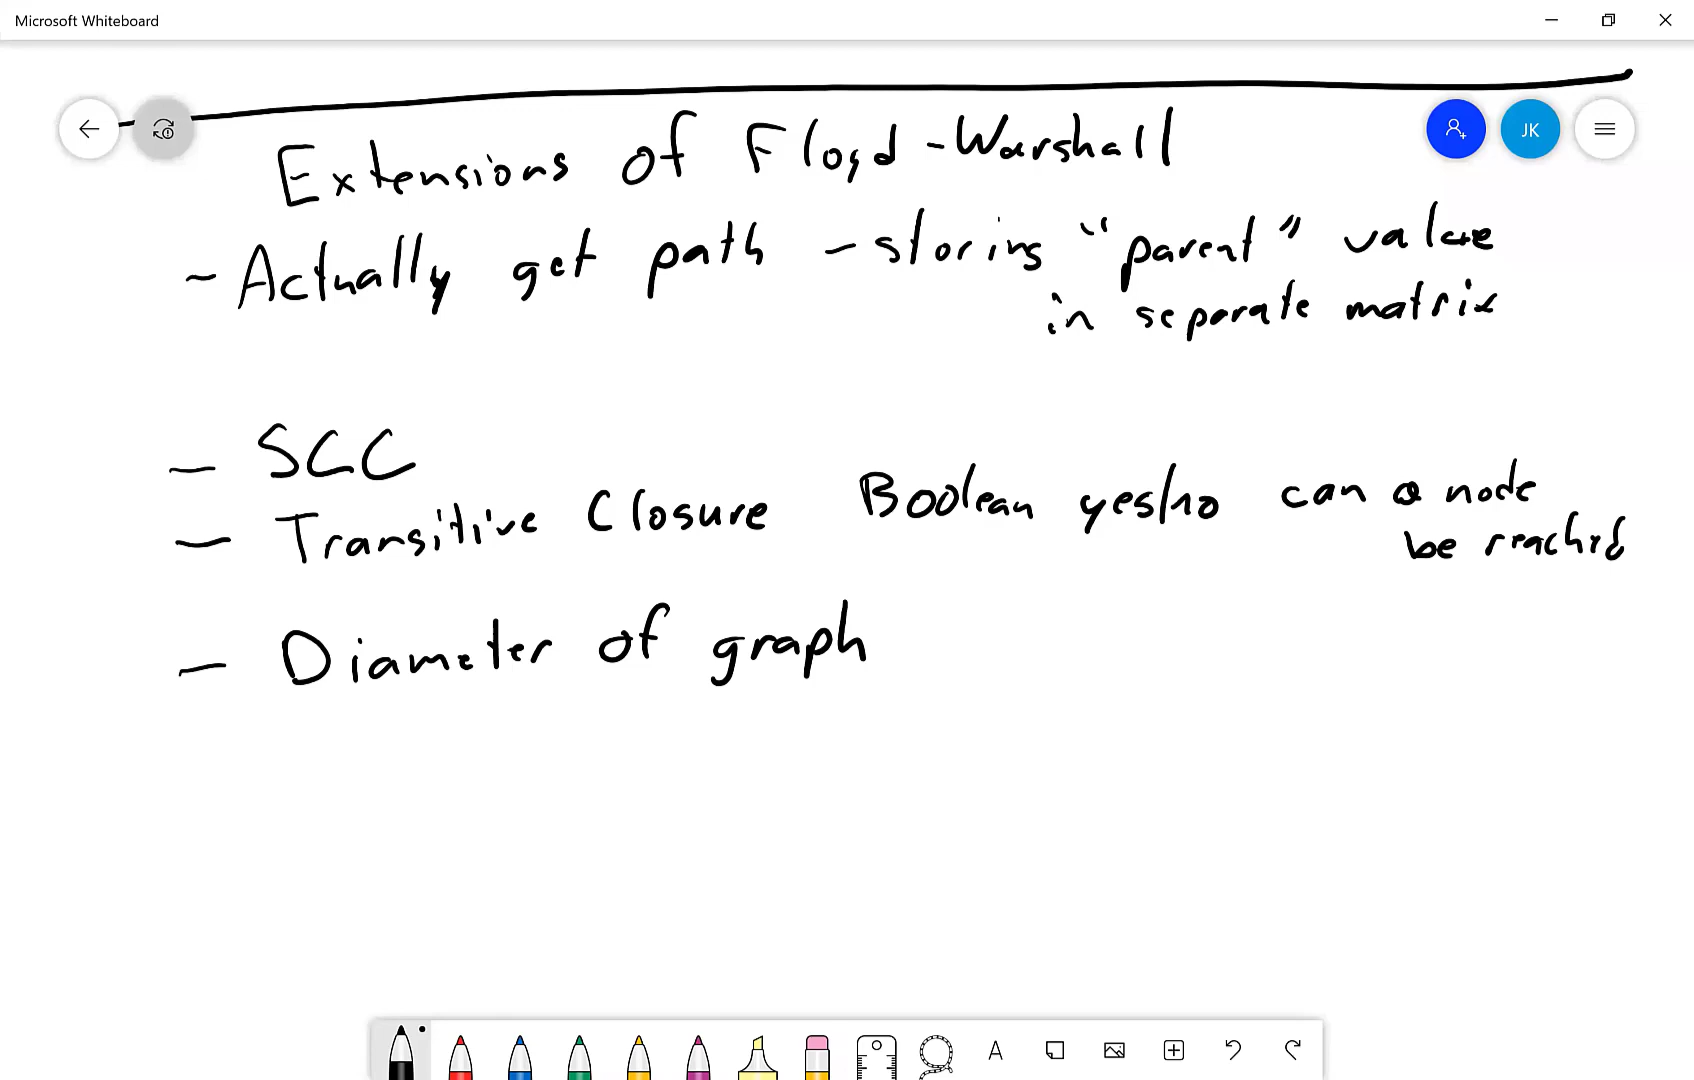 Microsoft Whiteboard
JK
Extensions of Floyd-Warshall
- Actually get path - storing "parent" value
in separate matrix
- SCC
- Transitive Closure Boolean yes/no can a node
be reached
- Diameter of graph
A